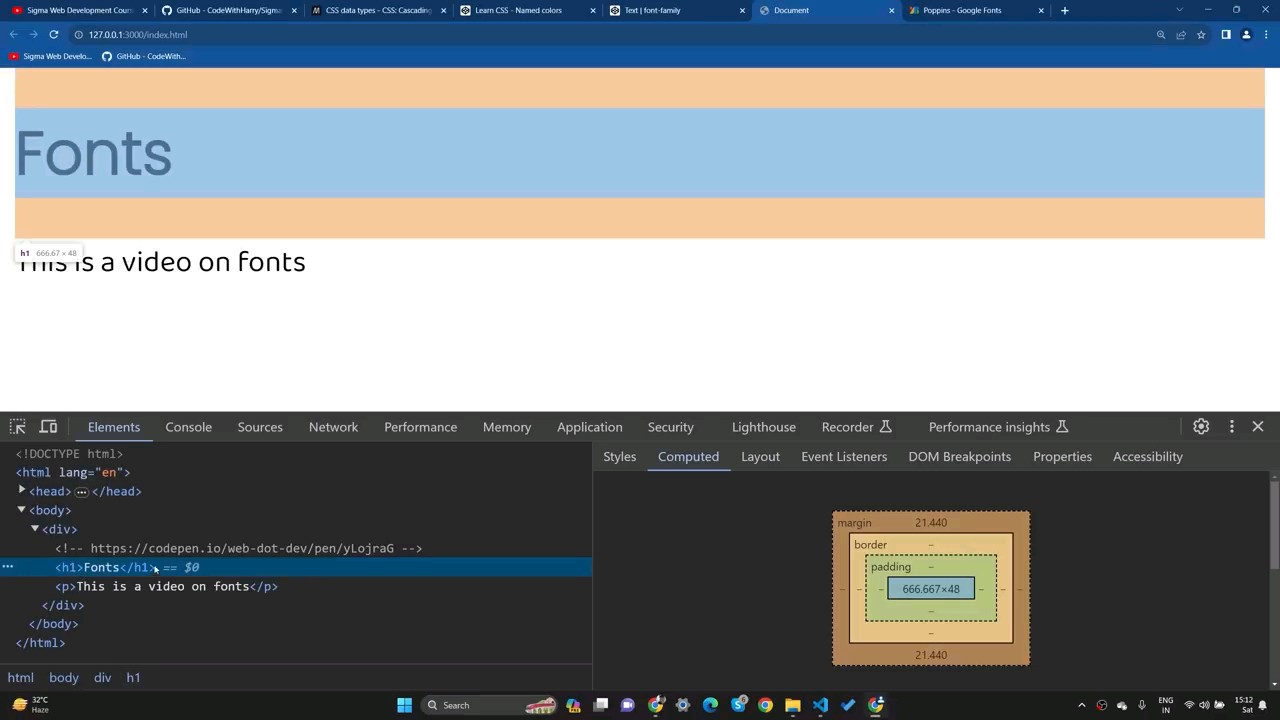 Sigma Web Development Cours
GitHub - CodeWithHarry/Sigma
CSS data types - CSS: Cascading
Learn CSS - Named colors
Text | font-family
Document
Poppins - Google Fonts
127.0.0.1:3000/index.html
Sigma Web Develo...
GitHub - CodeWith...
Fonts
h1 666.67 × 48
This is a video on fonts
Elements
Console
Sources
Network
Performance
Memory
Application
Security
Lighthouse
Recorder
Performance insights
<!DOCTYPE html>
<html lang="en">
<head> ... </head>
<body>
<div>
<!-- https://codepen.io/web-dot-dev/pen/yLojraG -->
... <h1>Fonts</h1> == $0
<p>This is a video on fonts</p>
</div>
</body>
</html>
html body div h1
Styles
Computed
Layout
Event Listeners
DOM Breakpoints
Properties
Accessibility
margin 21.440
border –
padding –
– – – 666.667×48 – – –
–
–
21.440
32°C
Haze
Search
ENG
IN
15:12
Sat